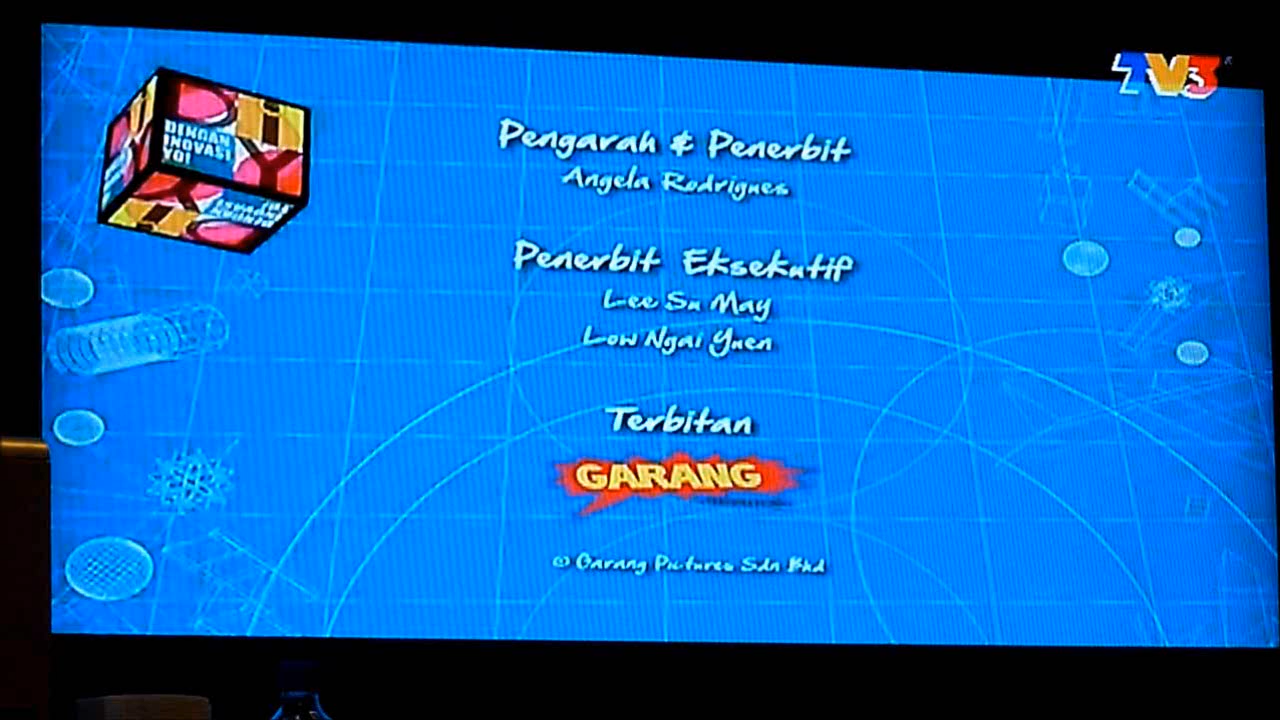 TV3
DENGAN
INOVASI
YO!
Pengarah & Penerbit
Angela Rodrigues
Penerbit Eksekutif
Lee Su May
Low Ngai Yuen
Terbitan
GARANG
© Garang Pictures Sdn Bhd